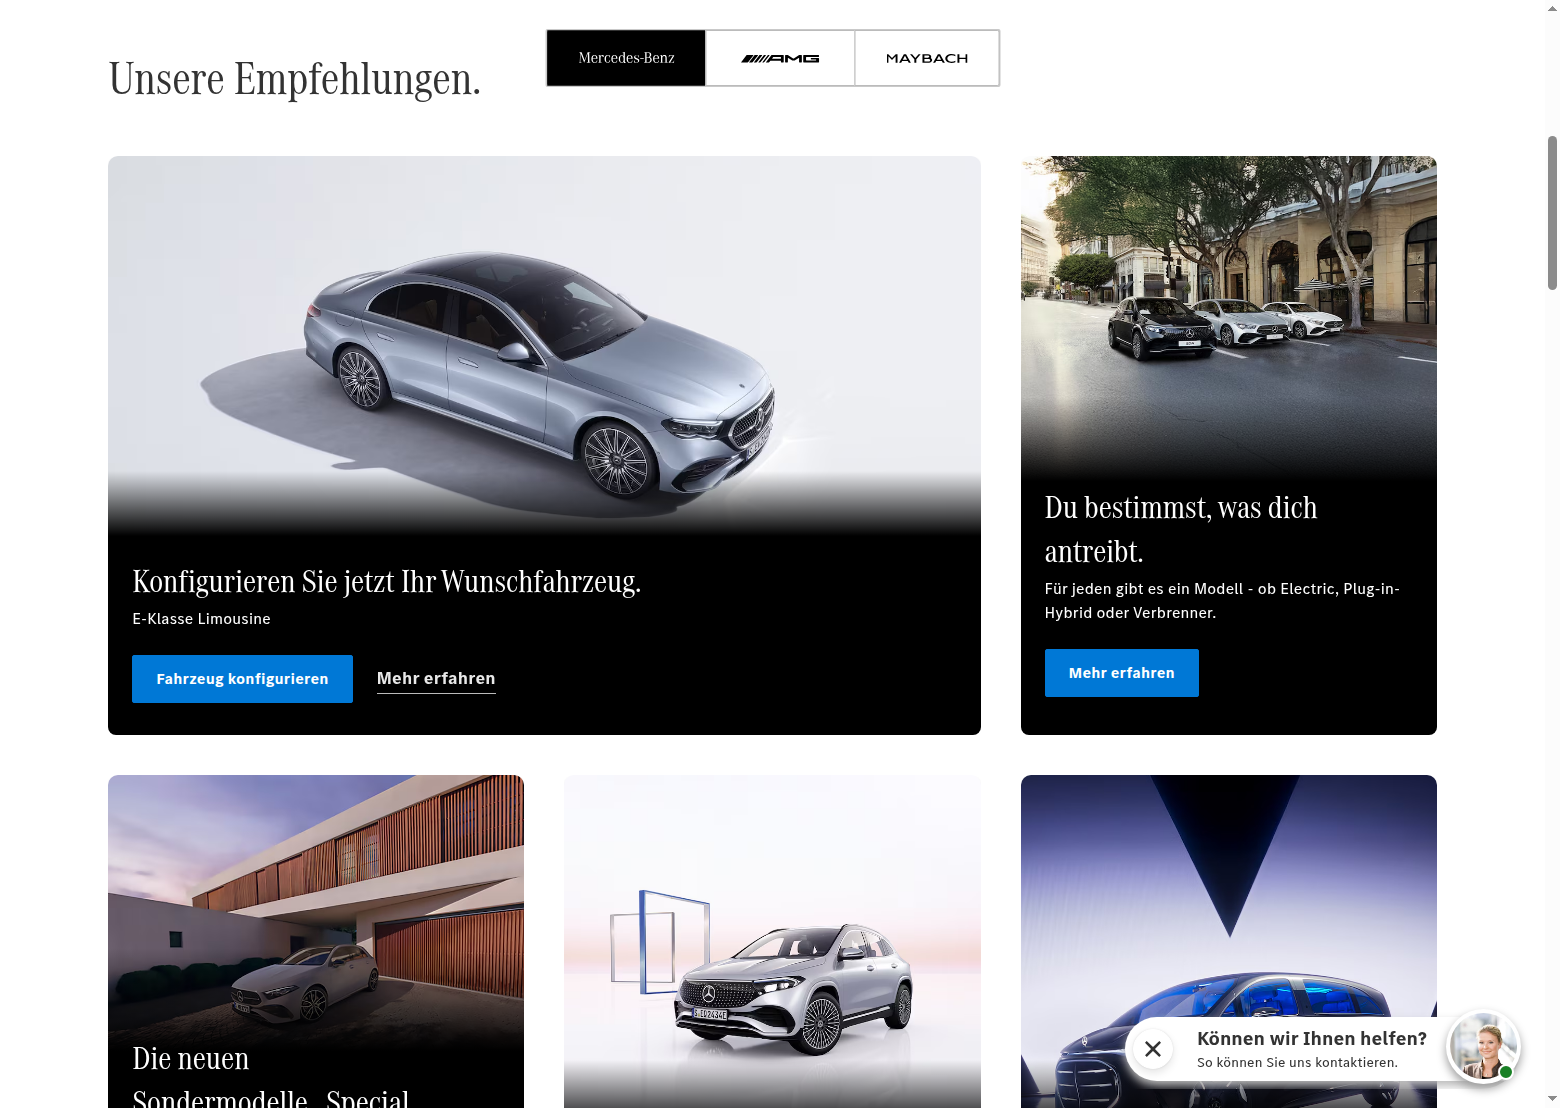 Unsere Empfehlungen.
Mercedes-Benz
AMG
MAYBACH
Konfigurieren Sie jetzt Ihr Wunschfahrzeug.
E-Klasse Limousine
Fahrzeug konfigurieren
Mehr erfahren
Du bestimmst, was dich
antreibt.
Für jeden gibt es ein Modell - ob Electric, Plug-in-
Hybrid oder Verbrenner.
Mehr erfahren
Die neuen
Sondermodelle „Special
Können wir Ihnen helfen?
So können Sie uns kontaktieren.